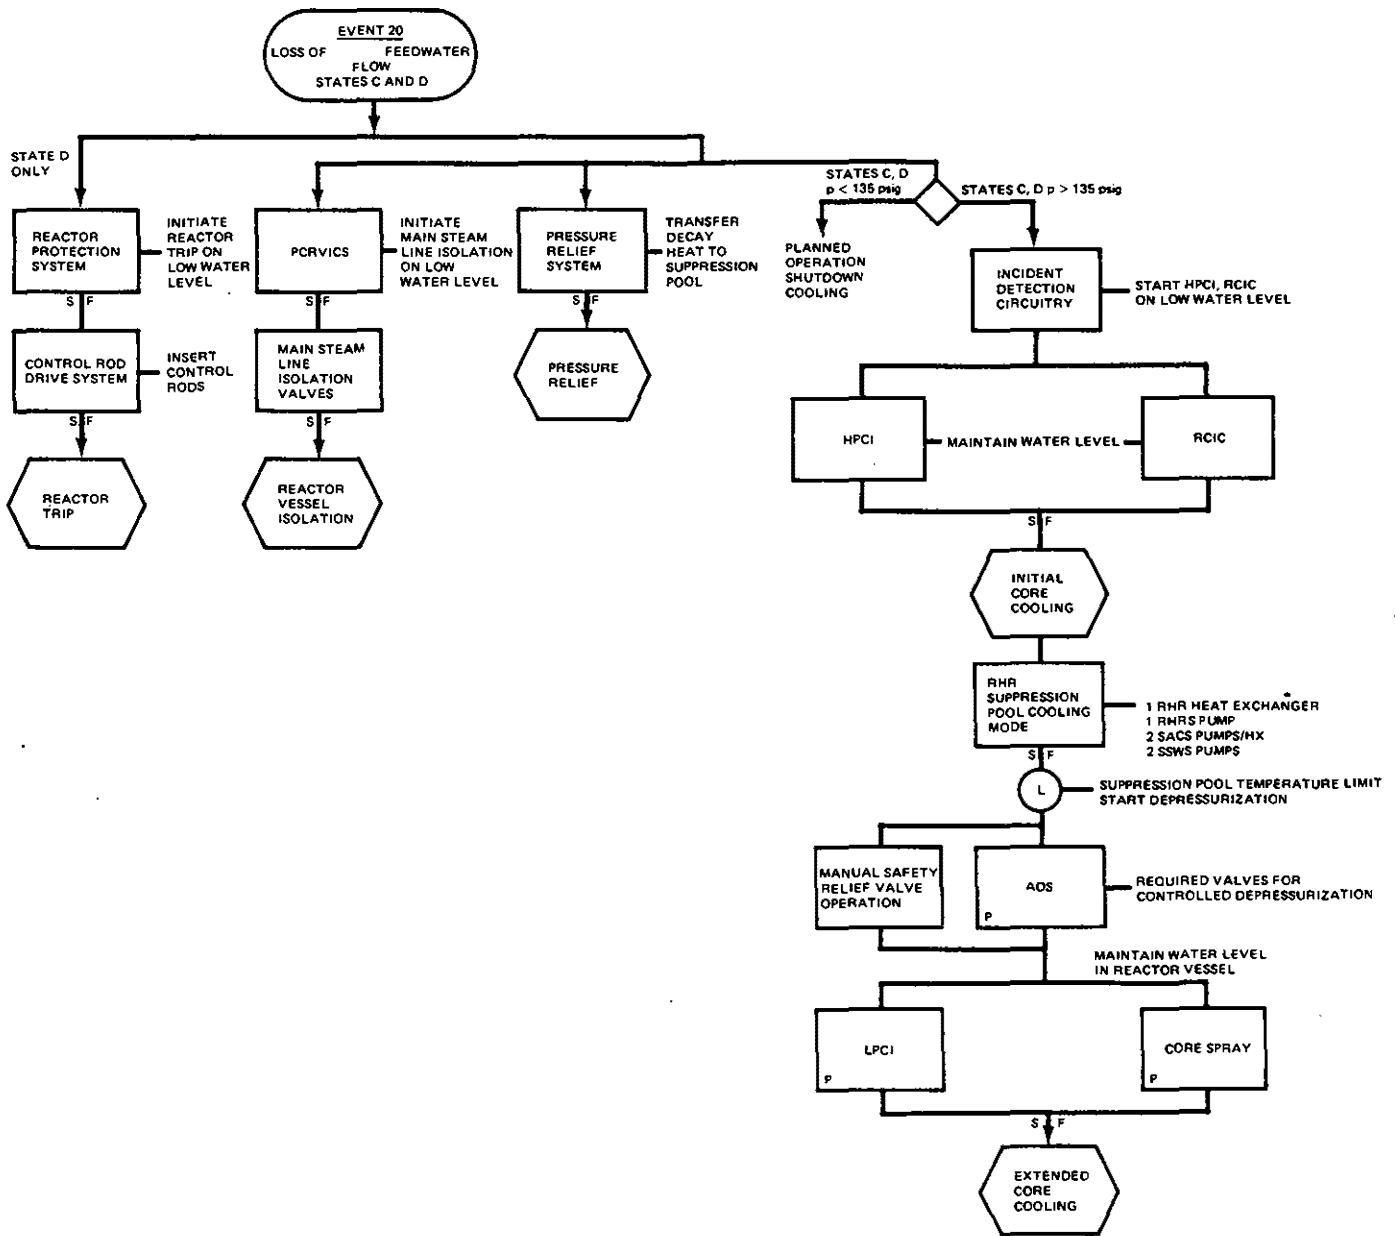 EVENT 20
LOSS OF FEEDWATER
FLOW
STATES C AND D
STATE D
ONLY
STATES C, D
p < 135 psig
STATES C, D p > 135 psig
REACTOR
PROTECTION
SYSTEM
INITIATE
REACTOR
TRIP ON
LOW WATER
LEVEL
PCRVICS
INITIATE
MAIN STEAM
LINE ISOLATION
ON LOW
WATER LEVEL
PRESSURE
RELIEF
SYSTEM
TRANSFER
DECAY
HEAT TO
SUPPRESSION
POOL
PLANNED
OPERATION
SHUTDOWN
COOLING
INCIDENT
DETECTION
CIRCUITRY
START HPCI, RCIC
ON LOW WATER LEVEL
S F
S F
S F
CONTROL ROD
DRIVE SYSTEM
INSERT
CONTROL
RODS
MAIN STEAM
LINE
ISOLATION
VALVES
PRESSURE
RELIEF
S F
S F
HPCI
MAINTAIN WATER LEVEL
RCIC
REACTOR
TRIP
REACTOR
VESSEL
ISOLATION
S F
INITIAL
CORE
COOLING
RHR
SUPPRESSION
POOL COOLING
MODE
1 RHR HEAT EXCHANGER
1 RHRS PUMP
2 SACS PUMPS/HX
2 SSWS PUMPS
S F
L
SUPPRESSION POOL TEMPERATURE LIMIT
START DEPRESSURIZATION
MANUAL SAFETY
RELIEF VALVE
OPERATION
ADS
P
REQUIRED VALVES FOR
CONTROLLED DEPRESSURIZATION
MAINTAIN WATER LEVEL
IN REACTOR VESSEL
LPCI
P
CORE SPRAY
P
S F
EXTENDED
CORE
COOLING